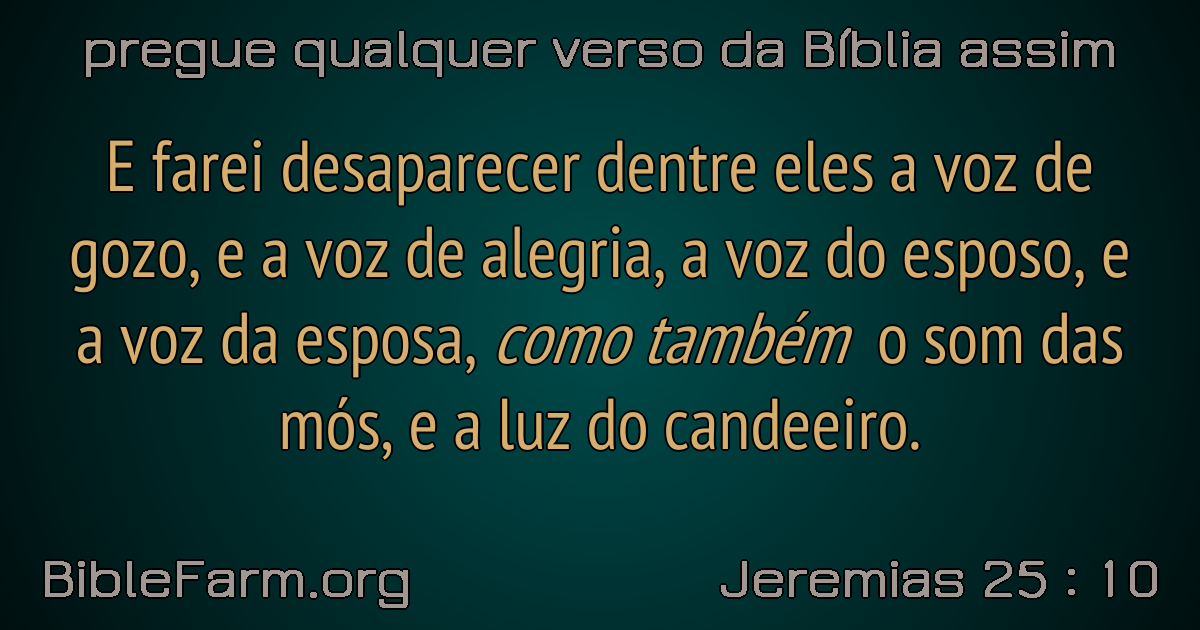 pregue qualquer verso da Bíblia assim
E farei desaparecer dentre eles a voz de
gozo, e a voz de alegria, a voz do esposo, e
a voz da esposa, como também o som das
mós, e a luz do candeeiro.
BibleFarm.org
Jeremias 25 : 10